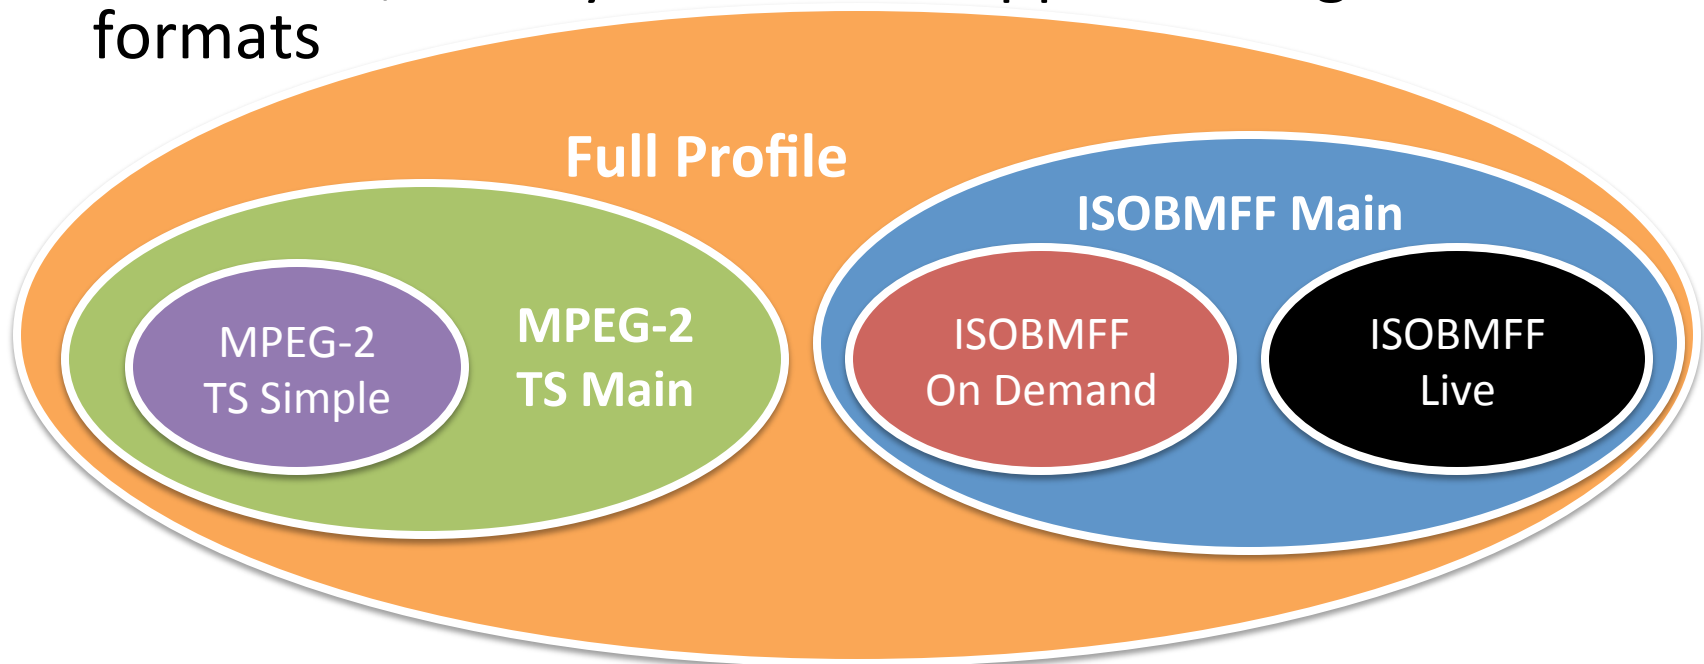 formats
Full Profile
ISOBMFF Main
MPEG-2
TS Simple
MPEG-2
TS Main
ISOBMFF
On Demand
ISOBMFF
Live